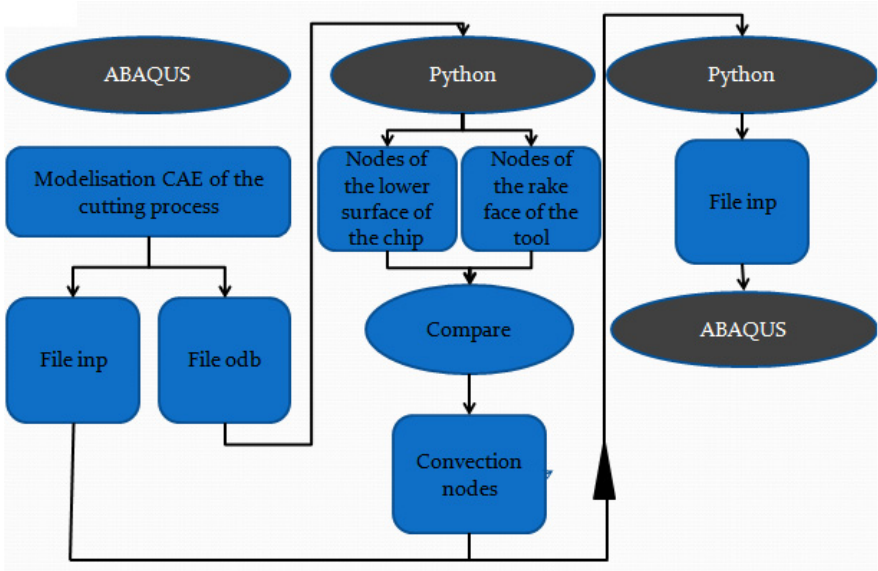 ABAQUS
Modelisation CAE of the
cutting process
File inp
File odb
Python
Nodes of
the lower
surface of
the chip
Nodes of
the rake
face of the
tool
Compare
Convection
nodes
Python
File inp
ABAQUS